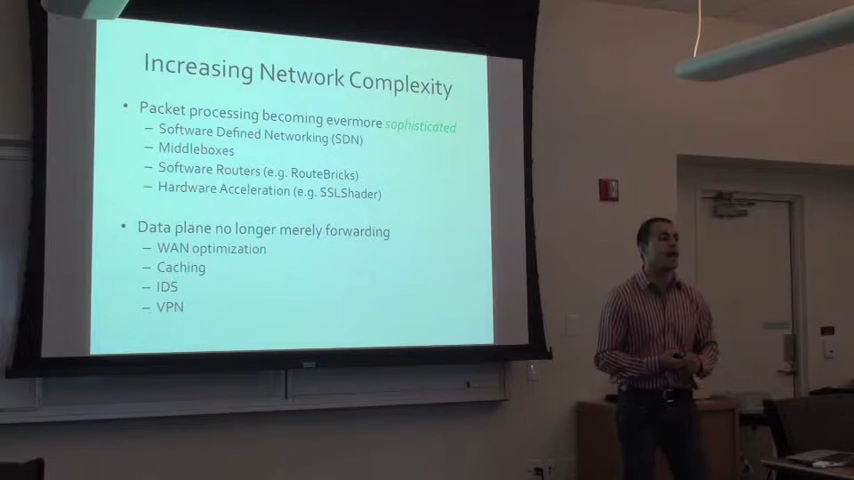 Increasing Network Complexity
• Packet processing becoming evermore sophisticated
– Software Defined Networking (SDN)
– Middleboxes
– Software Routers (e.g. RouteBricks)
– Hardware Acceleration (e.g. SSLShader)
• Data plane no longer merely forwarding
– WAN optimization
– Caching
– IDS
– VPN